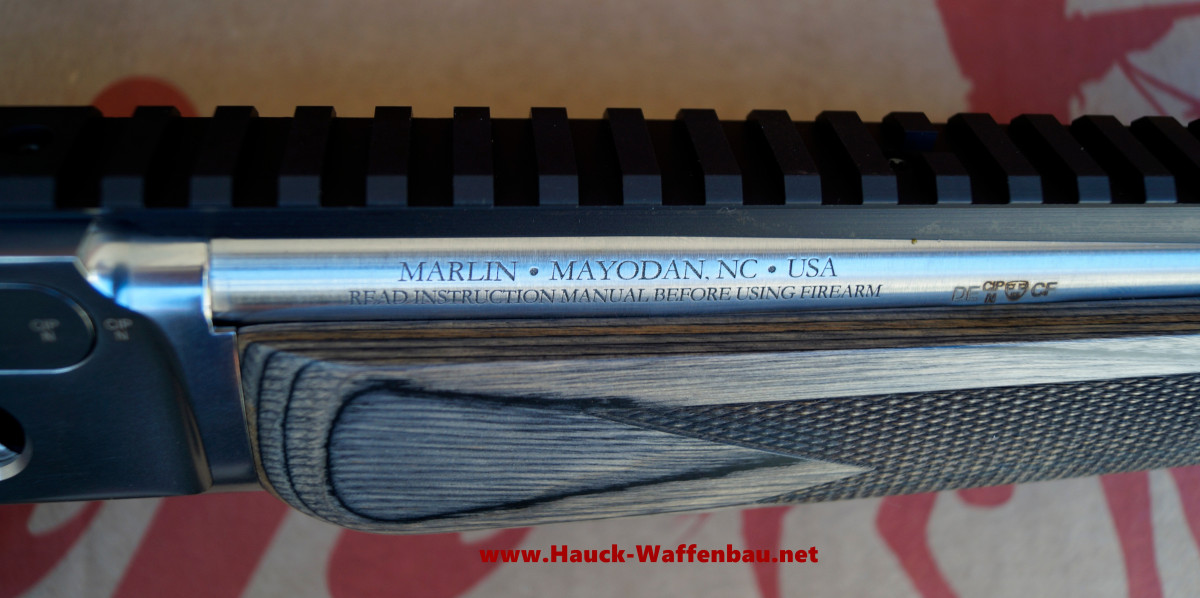 MARLIN • MAYODAN, NC • USA
READ INSTRUCTION MANUAL BEFORE USING FIREARM
DE CIP N CF
CIP
N
CIP
N
www.Hauck-Waffenbau.net